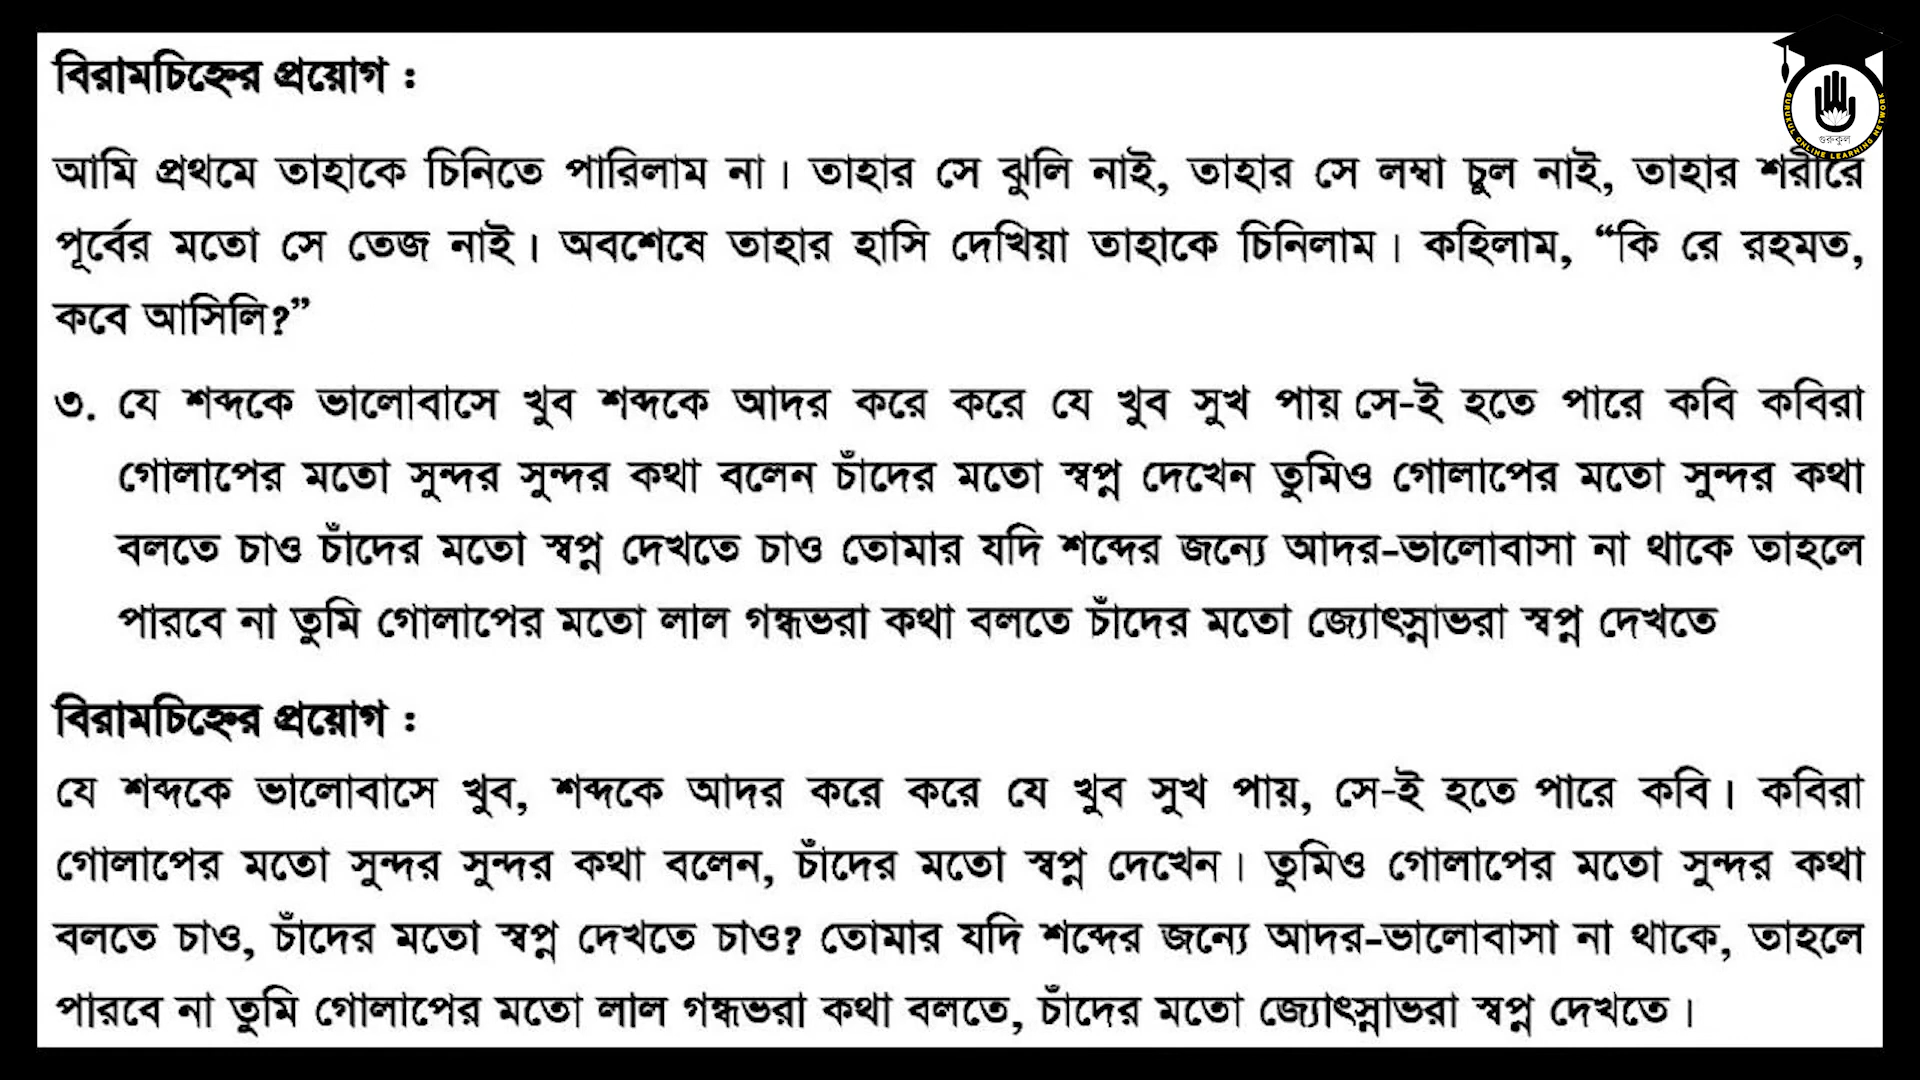 বিরামচিহ্নের প্রয়োগ :
আমি প্রথমে তাহাকে চিনিতে পারিলাম না। তাহার সে ঝুলি নাই, তাহার সে লম্বা চুল নাই, তাহার শরীরে
পূর্বের মতো সে তেজ নাই। অবশেষে তাহার হাসি দেখিয়া তাহাকে চিনিলাম। কহিলাম, “কি রে রহমত,
কবে আসিলি?”
৩. যে শব্দকে ভালোবাসে খুব শব্দকে আদর করে করে যে খুব সুখ পায় সে-ই হতে পারে কবি কবিরা
গোলাপের মতো সুন্দর সুন্দর কথা বলেন চাঁদের মতো স্বপ্ন দেখেন তুমিও গোলাপের মতো সুন্দর কথা
বলতে চাও চাঁদের মতো স্বপ্ন দেখতে চাও তোমার যদি শব্দের জন্যে আদর-ভালোবাসা না থাকে তাহলে
পারবে না তুমি গোলাপের মতো লাল গন্ধভরা কথা বলতে চাঁদের মতো জ্যোৎস্নাভরা স্বপ্ন দেখতে
বিরামচিহ্নের প্রয়োগ :
যে শব্দকে ভালোবাসে খুব, শব্দকে আদর করে করে যে খুব সুখ পায়, সে-ই হতে পারে কবি। কবিরা
গোলাপের মতো সুন্দর সুন্দর কথা বলেন, চাঁদের মতো স্বপ্ন দেখেন। তুমিও গোলাপের মতো সুন্দর কথা
বলতে চাও, চাঁদের মতো স্বপ্ন দেখতে চাও? তোমার যদি শব্দের জন্যে আদর-ভালোবাসা না থাকে, তাহলে
পারবে না তুমি গোলাপের মতো লাল গন্ধভরা কথা বলতে, চাঁদের মতো জ্যোৎস্নাভরা স্বপ্ন দেখতে।
গুরুকুল
GURUKUL ONLINE LEARNING NETWORK